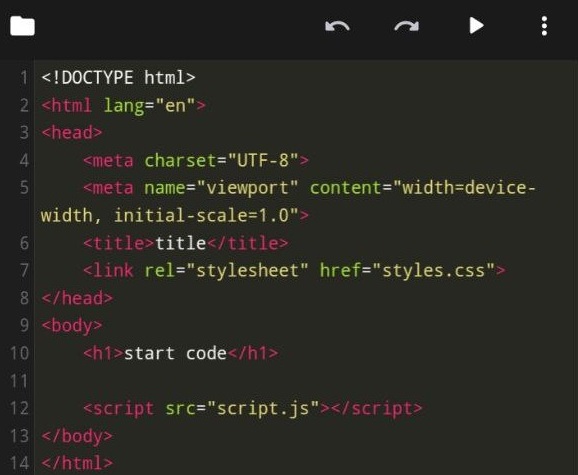 1 <!DOCTYPE html>
2 <html lang="en">
3 <head>
4     <meta charset="UTF-8">
5     <meta name="viewport" content="width=device-
width, initial-scale=1.0">
6     <title>title</title>
7     <link rel="stylesheet" href="styles.css">
8 </head>
9 <body>
10     <h1>start code</h1>
11
12     <script src="script.js"></script>
13 </body>
14 </html>